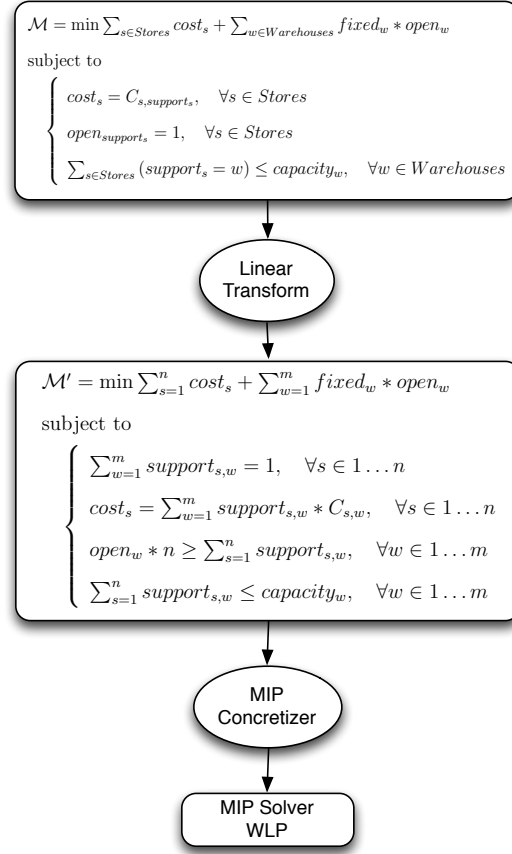 ℳ = min ∑_{s∈Stores} cost_s + ∑_{w∈Warehouses} fixed_w * open_w
subject to
cost_s = C_{s,supports_s}, ∀s ∈ Stores
open_{supports_s} = 1, ∀s ∈ Stores
∑_{s∈Stores} (support_s = w) ≤ capacity_w, ∀w ∈ Warehouses
Linear
Transform
ℳ′ = min ∑_{s=1}^{n} cost_s + ∑_{w=1}^{m} fixed_w * open_w
subject to
∑_{w=1}^{m} support_{s,w} = 1, ∀s ∈ 1…n
cost_s = ∑_{w=1}^{m} support_{s,w} * C_{s,w}, ∀s ∈ 1…n
open_w * n ≥ ∑_{s=1}^{n} support_{s,w}, ∀w ∈ 1…m
∑_{s=1}^{n} support_{s,w} ≤ capacity_w, ∀w ∈ 1…m
MIP
Concretizer
MIP Solver
WLP